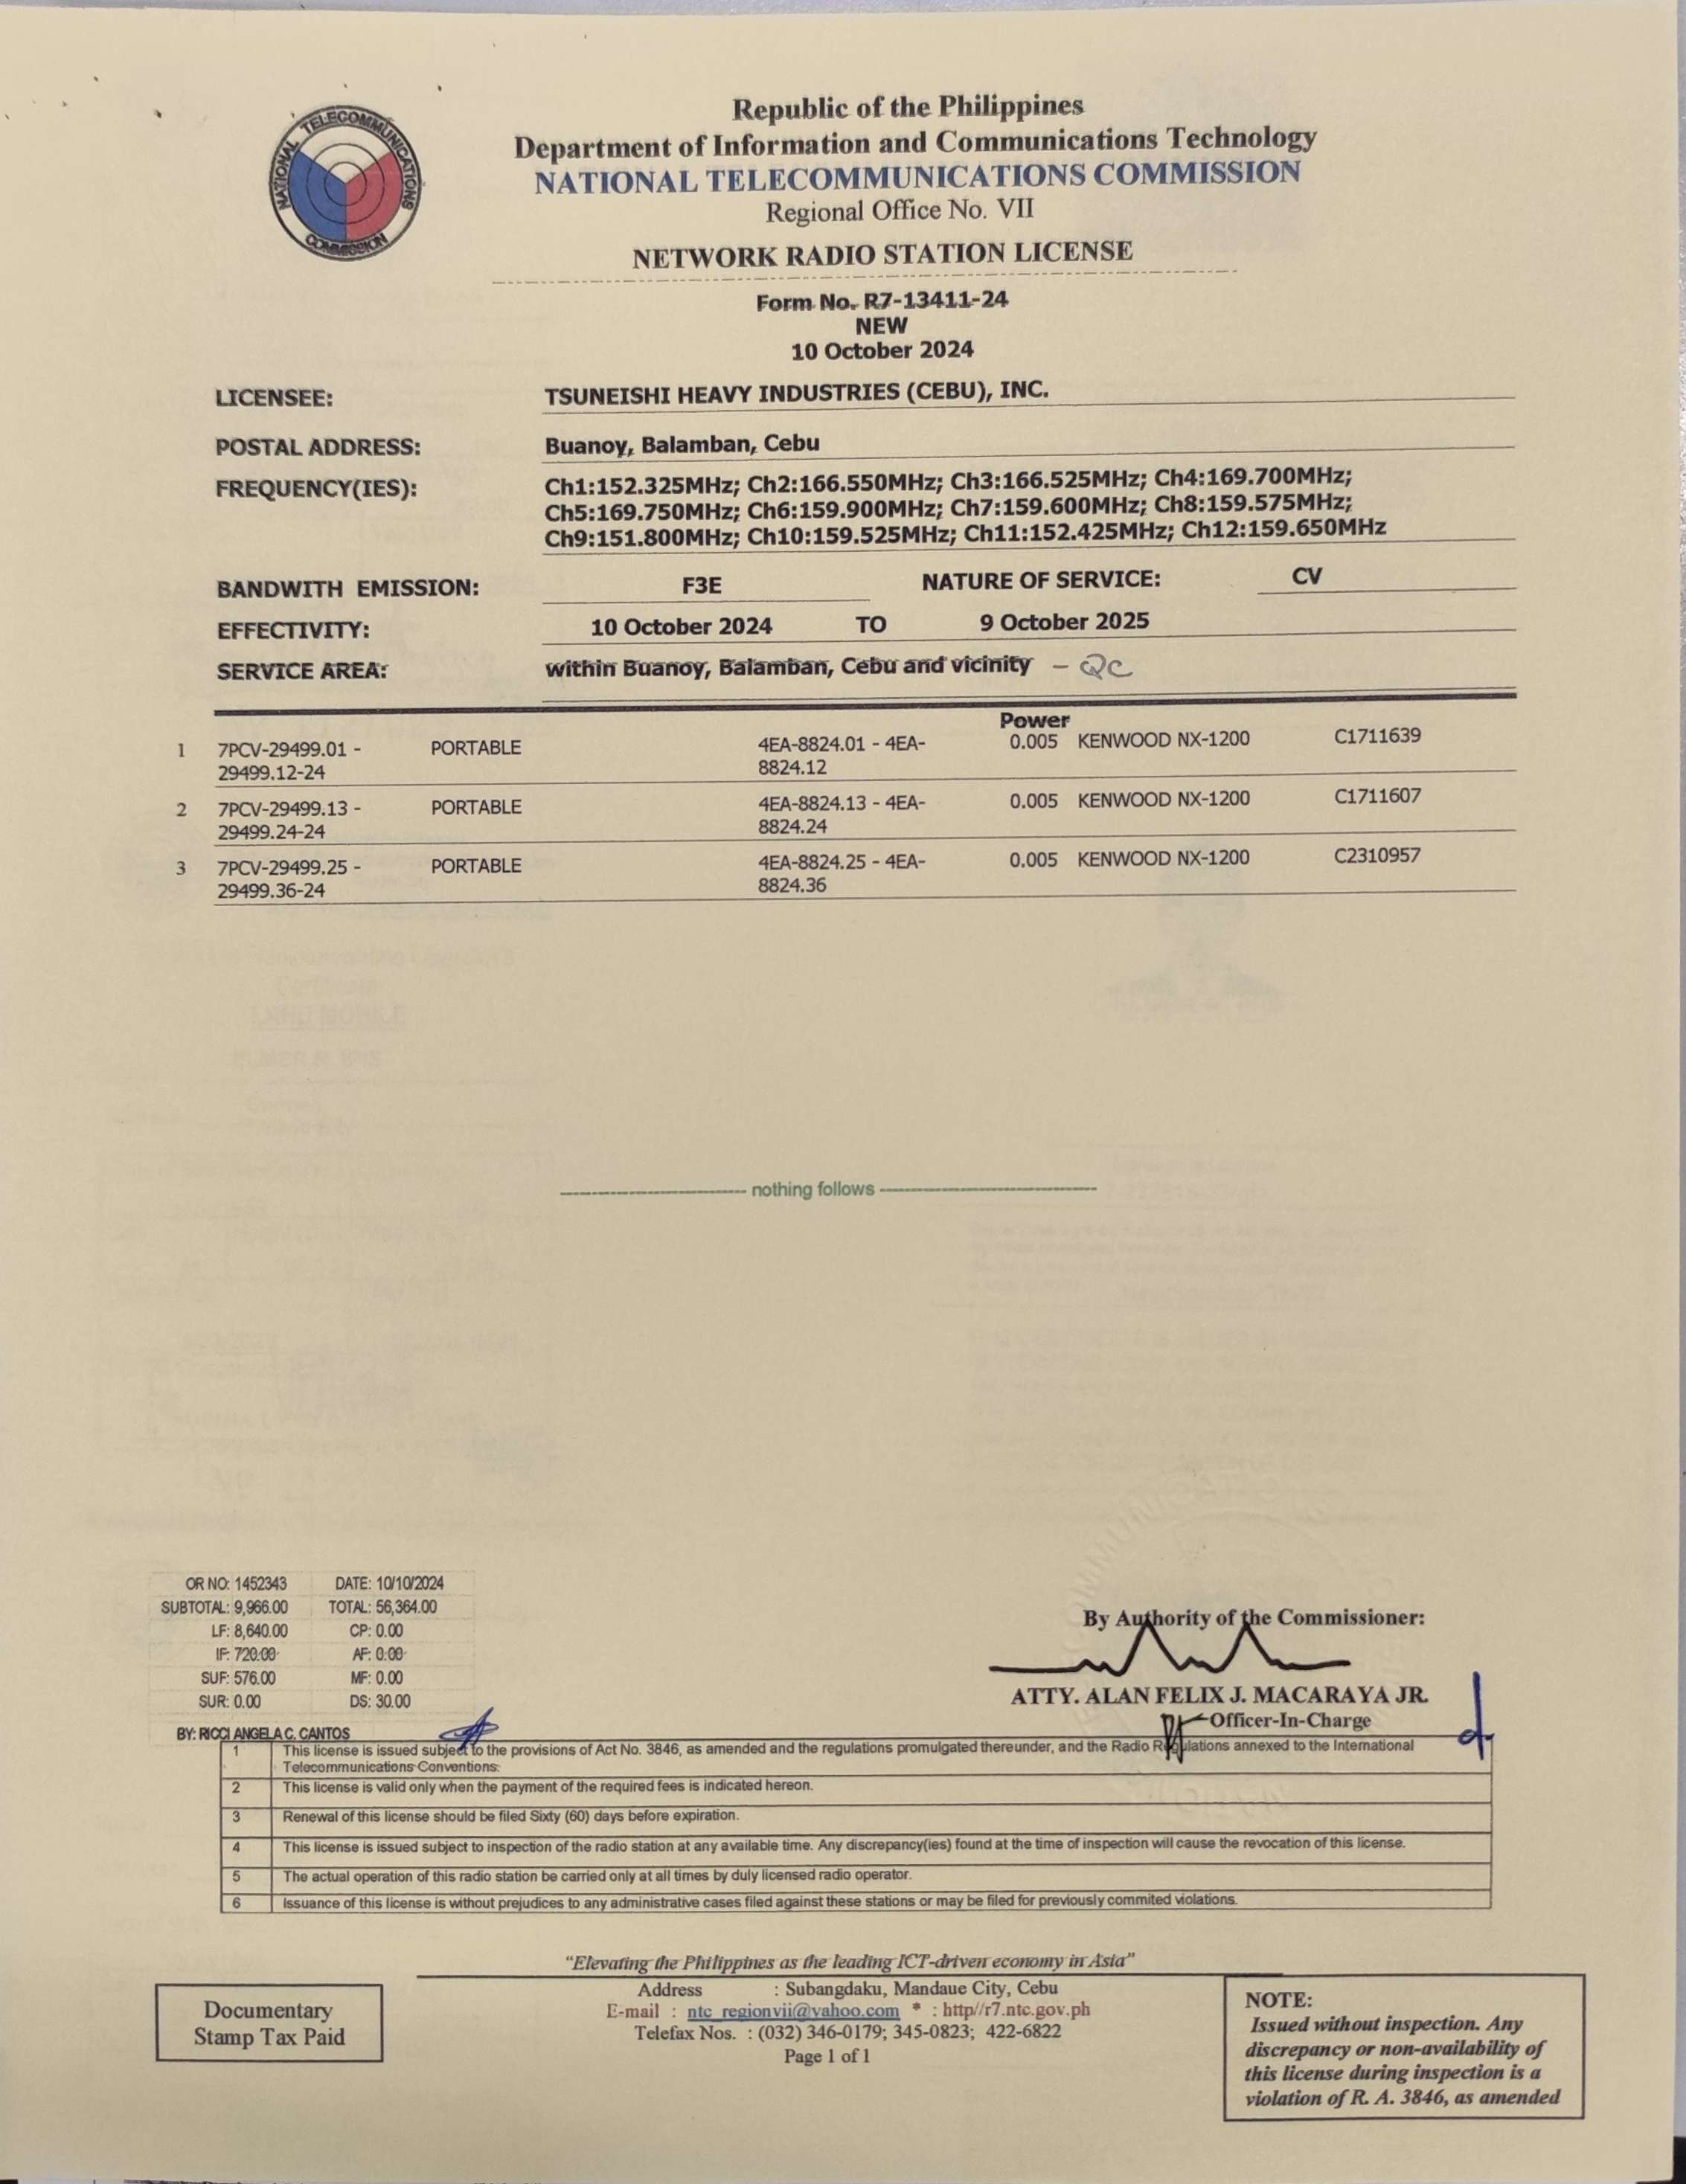 NATIONAL TELECOMMUNICATIONS COMMISSION
Republic of the Philippines
Department of Information and Communications Technology
NATIONAL TELECOMMUNICATIONS COMMISSION
Regional Office No. VII
NETWORK RADIO STATION LICENSE
Form No. R7-13411-24
NEW
10 October 2024
LICENSEE: TSUNEISHI HEAVY INDUSTRIES (CEBU), INC.
POSTAL ADDRESS: Buanoy, Balamban, Cebu
FREQUENCY(IES): Ch1:152.325MHz; Ch2:166.550MHz; Ch3:166.525MHz; Ch4:169.700MHz;
Ch5:169.750MHz; Ch6:159.900MHz; Ch7:159.600MHz; Ch8:159.575MHz;
Ch9:151.800MHz; Ch10:159.525MHz; Ch11:152.425MHz; Ch12:159.650MHz
BANDWITH EMISSION: F3E NATURE OF SERVICE: CV
EFFECTIVITY: 10 October 2024 TO 9 October 2025
SERVICE AREA: within Buanoy, Balamban, Cebu and vicinity - QC
Power
1 7PCV-29499.01 - PORTABLE 4EA-8824.01 - 4EA- 0.005 KENWOOD NX-1200 C1711639
29499.12-24 8824.12
2 7PCV-29499.13 - PORTABLE 4EA-8824.13 - 4EA- 0.005 KENWOOD NX-1200 C1711607
29499.24-24 8824.24
3 7PCV-29499.25 - PORTABLE 4EA-8824.25 - 4EA- 0.005 KENWOOD NX-1200 C2310957
29499.36-24 8824.36
nothing follows
OR NO: 1452343 DATE: 10/10/2024
SUBTOTAL: 9,966.00 TOTAL: 56,364.00
LF: 8,640.00 CP: 0.00
IF: 720.00 AF: 0.00
SUF: 576.00 MF: 0.00
SUR: 0.00 DS: 30.00
BY: RICCI ANGELA C. CANTOS
By Authority of the Commissioner:
ATTY. ALAN FELIX J. MACARAYA JR.
Officer-In-Charge
1 This license is issued subject to the provisions of Act No. 3846, as amended and the regulations promulgated thereunder, and the Radio Regulations annexed to the International
Telecommunications Conventions.
2 This license is valid only when the payment of the required fees is indicated hereon.
3 Renewal of this license should be filed Sixty (60) days before expiration.
4 This license is issued subject to inspection of the radio station at any available time. Any discrepancy(ies) found at the time of inspection will cause the revocation of this license.
5 The actual operation of this radio station be carried only at all times by duly licensed radio operator.
6 Issuance of this license is without prejudices to any administrative cases filed against these stations or may be filed for previously commited violations.
"Elevating the Philippines as the leading ICT-driven economy in Asia"
Address : Subangdaku, Mandaue City, Cebu
E-mail : ntc_regionvii@yahoo.com * : http//r7.ntc.gov.ph
Telefax Nos. : (032) 346-0179; 345-0823; 422-6822
Page 1 of 1
Documentary
Stamp Tax Paid
NOTE:
Issued without inspection. Any
discrepancy or non-availability of
this license during inspection is a
violation of R. A. 3846, as amended